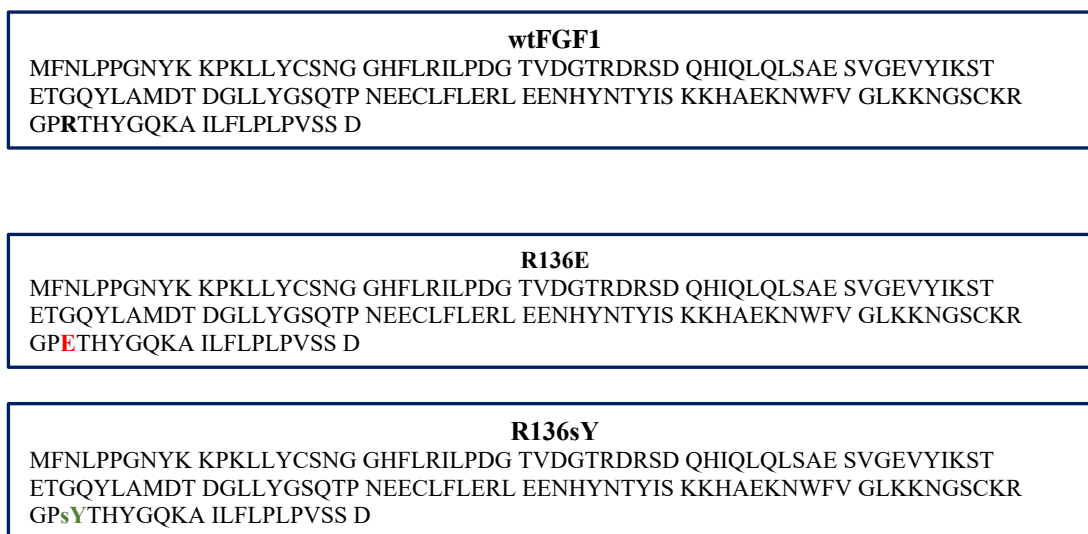 wtFGF1
MFNLPPGNYK KPKLLYCSNG GHFLRILPDG TVDGTRDRSD QHIQLQLSAE SVGEVYIKST
ETGQYLAMDT DGLLYGSQTP NEECLFLERL EENHYNTYIS KKHAEKNWFV GLKKNGSCKR
GPRTHYGQKA ILFLPLPVSS D
R136E
MFNLPPGNYK KPKLLYCSNG GHFLRILPDG TVDGTRDRSD QHIQLQLSAE SVGEVYIKST
ETGQYLAMDT DGLLYGSQTP NEECLFLERL EENHYNTYIS KKHAEKNWFV GLKKNGSCKR
GPETHYGQKA ILFLPLPVSS D
R136sY
MFNLPPGNYK KPKLLYCSNG GHFLRILPDG TVDGTRDRSD QHIQLQLSAE SVGEVYIKST
ETGQYLAMDT DGLLYGSQTP NEECLFLERL EENHYNTYIS KKHAEKNWFV GLKKNGSCKR
GPsYTHYGQKA ILFLPLPVSS D